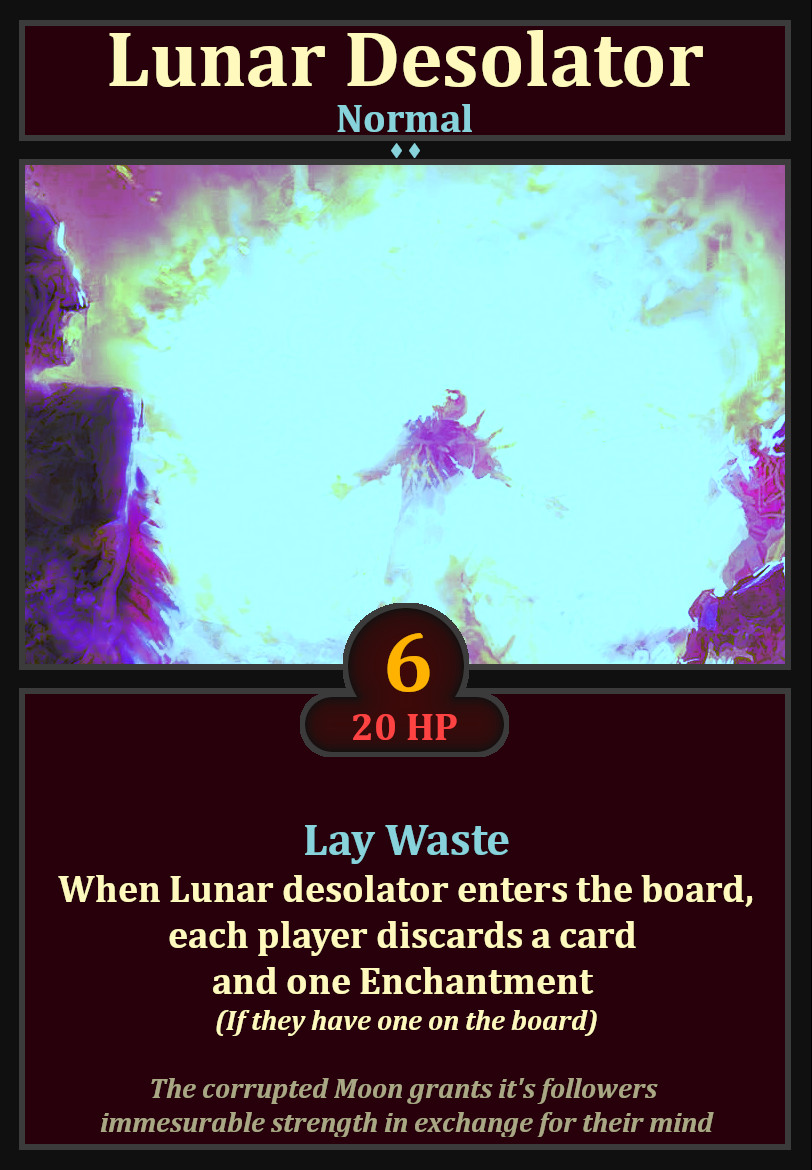 Lunar Desolator
Normal
♦♦
6
20 HP
Lay Waste
When Lunar desolator enters the board,
each player discards a card
and one Enchantment
(If they have one on the board)
The corrupted Moon grants it's followers
immesurable strength in exchange for their mind